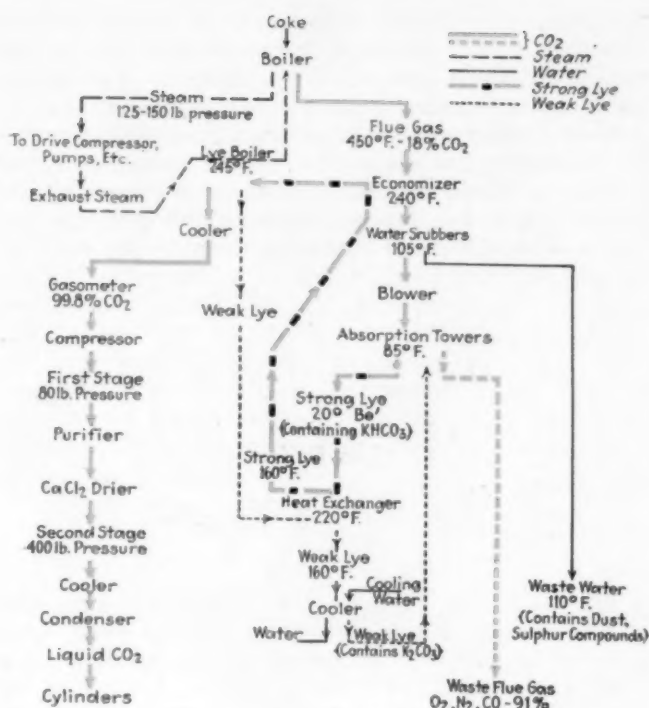 Coke
Boiler
CO2
Steam
Water
Strong Lye
Weak Lye
Steam
125-150 lb. pressure
To Drive Compressor,
Pumps, Etc.
Exhaust Steam
Lye Boiler
245°F.
Flue Gas
450°F. - 18% CO2
Economizer
240°F.
Water Srubbers
105°F.
Blower
Absorption Towers
85°F.
Cooler
Gasometer
99.8% CO2
Compressor
First Stage
80 lb. Pressure
Purifier
CaCl2 Drier
Second Stage
400 lb. Pressure
Cooler
Condenser
Liquid CO2
Cylinders
Weak Lye
Strong Lye
20° Be'
(Containing KHCO3)
Strong Lye
160°F.
Heat Exchanger
220°F.
Weak Lye
160°F.
Cooling
Water
Cooler
Water
Weak Lye
(Contains K2CO3)
Waste Water
110°F.
(Contains Dust,
Sulphur Compounds)
Waste Flue Gas
O2, N2, CO - 91%